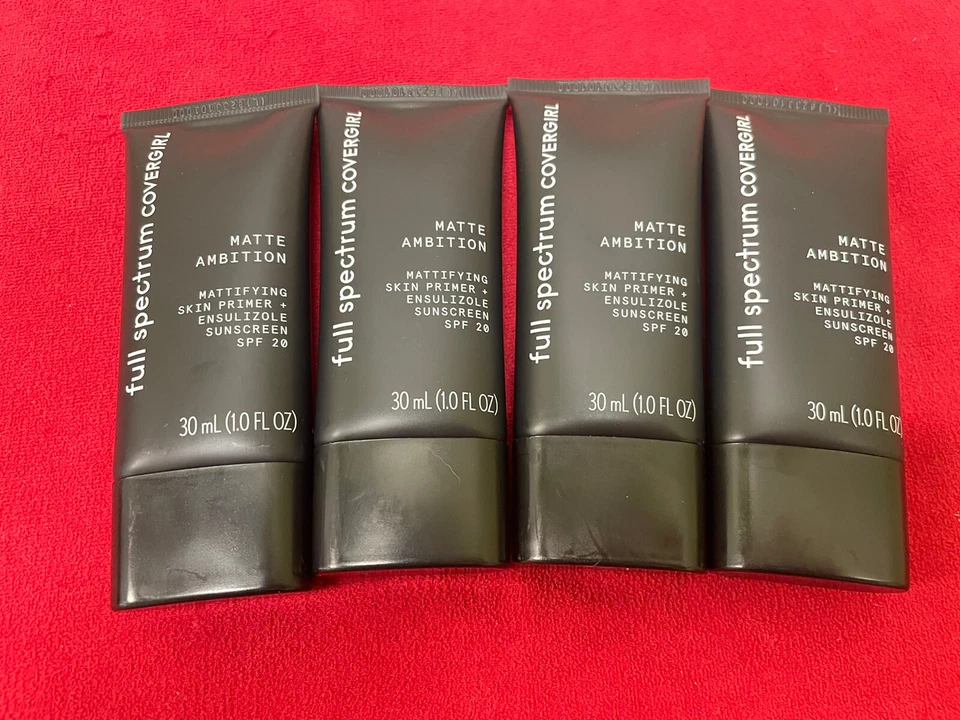 full spectrum COVERGIRL
MATTE
AMBITION
MATTIFYING
SKIN PRIMER +
ENSULIZOLE
SUNSCREEN
SPF 20
30 mL (1.0 FL OZ)
full spectrum COVERGIRL
MATTE
AMBITION
MATTIFYING
SKIN PRIMER +
ENSULIZOLE
SUNSCREEN
SPF 20
30 mL (1.0 FL OZ)
full spectrum COVERGIRL
MATTE
AMBITION
MATTIFYING
SKIN PRIMER +
ENSULIZOLE
SUNSCREEN
SPF 20
30 mL (1.0 FL OZ)
full spectrum COVERGIRL
MATTE
AMBITION
MATTIFYING
SKIN PRIMER +
ENSULIZOLE
SUNSCREEN
SPF 20
30 mL (1.0 FL OZ)